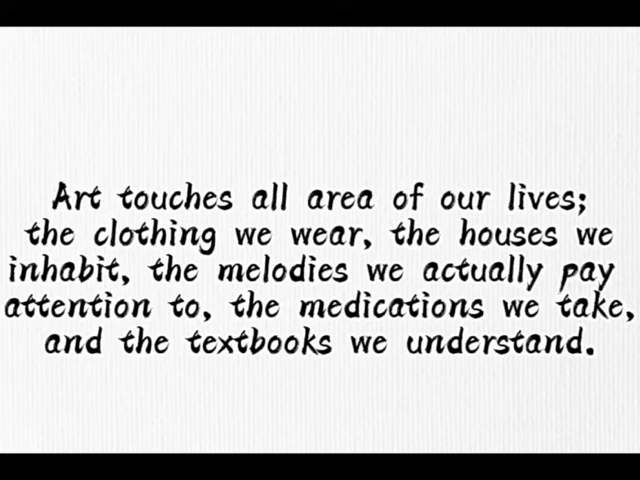 Art touches all area of our lives;
the clothing we wear, the houses we
inhabit, the melodies we actually pay
attention to, the medications we take,
and the textbooks we understand.